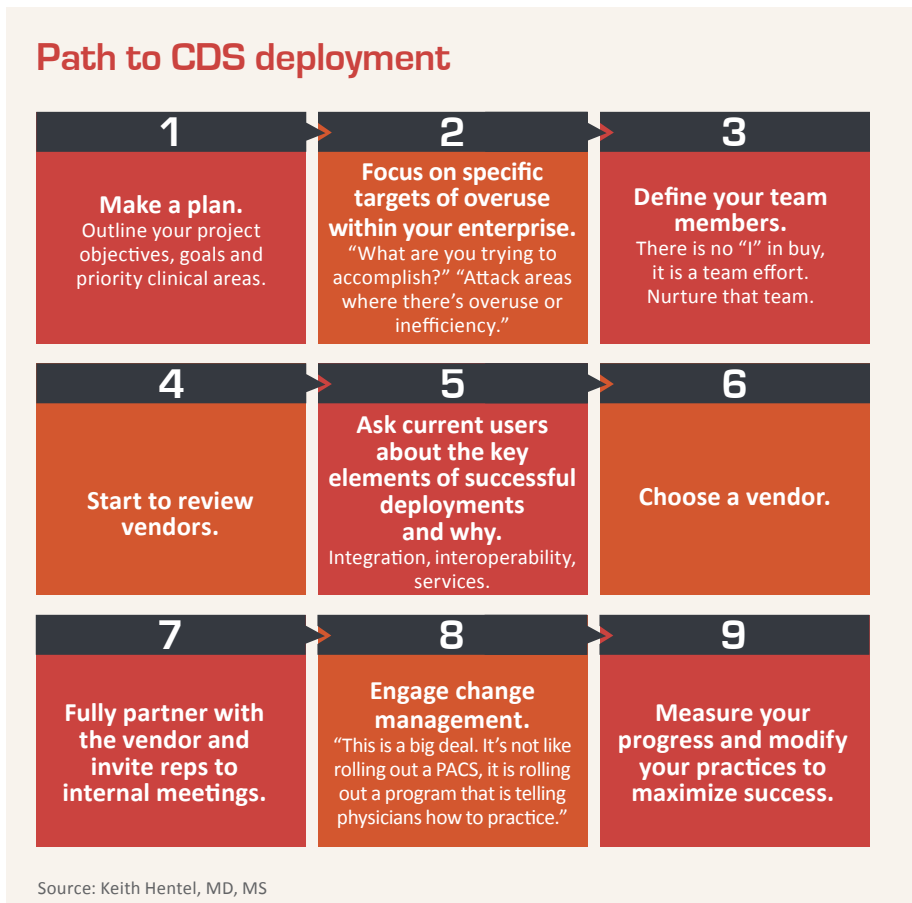 Path to CDS deployment
1
Make a plan.
Outline your project
objectives, goals and
priority clinical areas.
2
Focus on specific
targets of overuse
within your enterprise.
“What are you trying to
accomplish?” “Attack areas
where there’s overuse or
inefficiency.”
3
Define your team
members.
There is no “I” in buy,
it is a team effort.
Nurture that team.
4
Start to review
vendors.
5
Ask current users
about the key
elements of successful
deployments
and why.
Integration, interoperability,
services.
6
Choose a vendor.
7
Fully partner with
the vendor and
invite reps to
internal meetings.
8
Engage change
management.
“This is a big deal. It’s not like
rolling out a PACS, it is rolling
out a program that is telling
physicians how to practice.”
9
Measure your
progress and modify
your practices to
maximize success.
Source: Keith Hentel, MD, MS